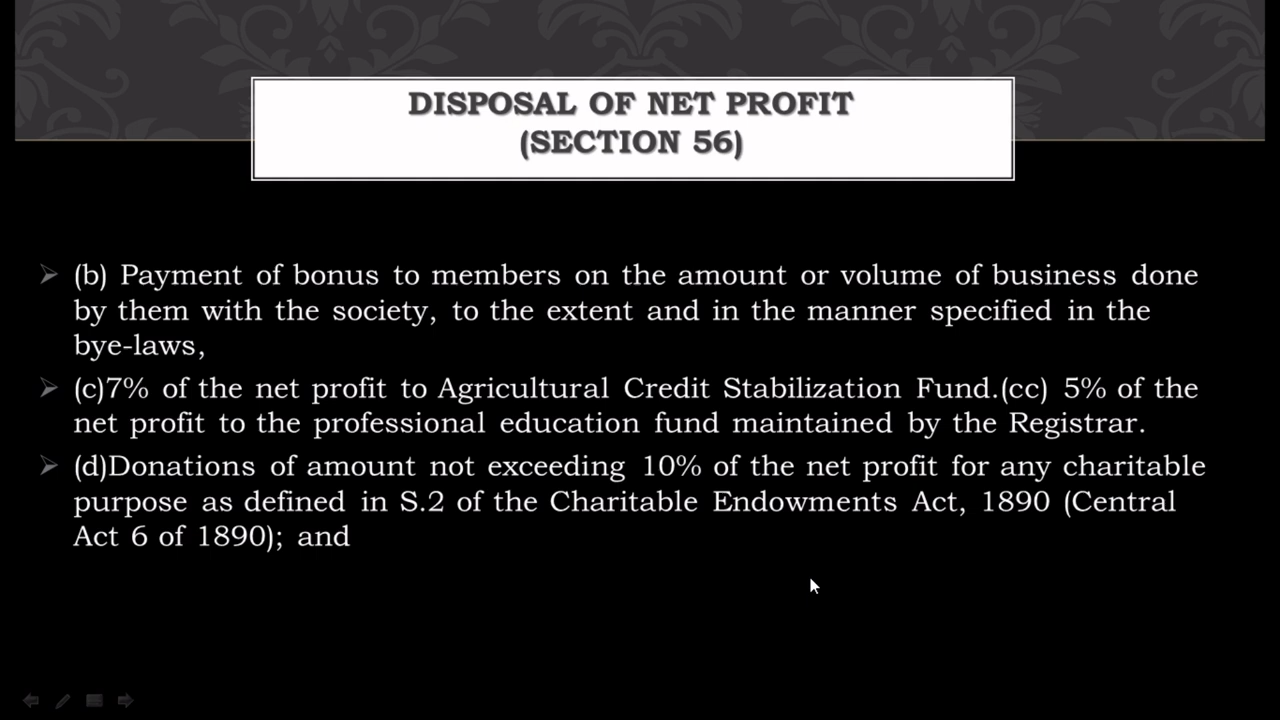 DISPOSAL OF NET PROFIT
(SECTION 56)
(b) Payment of bonus to members on the amount or volume of business done
by them with the society, to the extent and in the manner specified in the
bye-laws,
(c)7% of the net profit to Agricultural Credit Stabilization Fund.(cc) 5% of the
net profit to the professional education fund maintained by the Registrar.
(d)Donations of amount not exceeding 10% of the net profit for any charitable
purpose as defined in S.2 of the Charitable Endowments Act, 1890 (Central
Act 6 of 1890); and